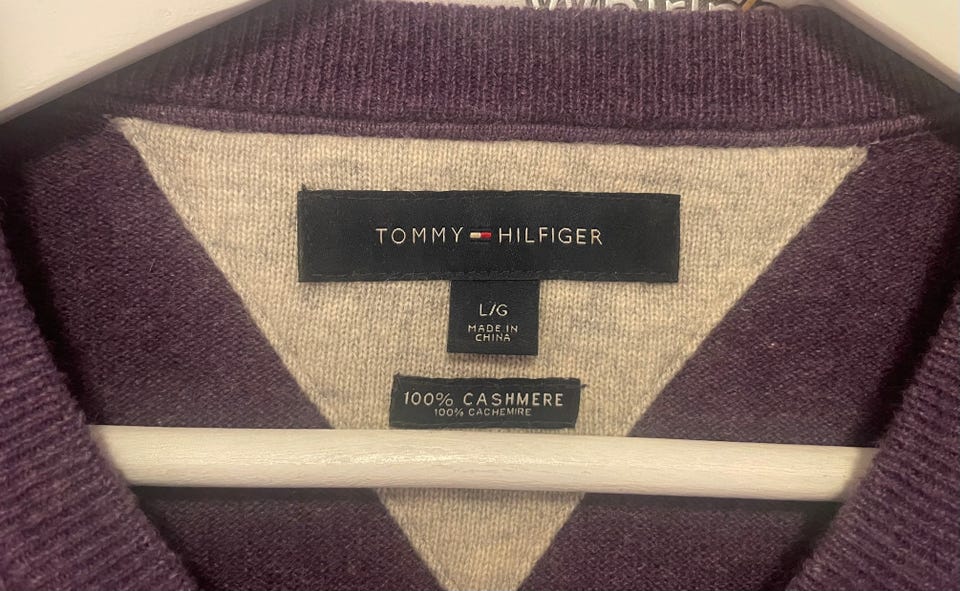 TOMMY HILFIGER
L/G
MADE IN
CHINA
100% CASHMERE
100% CACHEMIRE